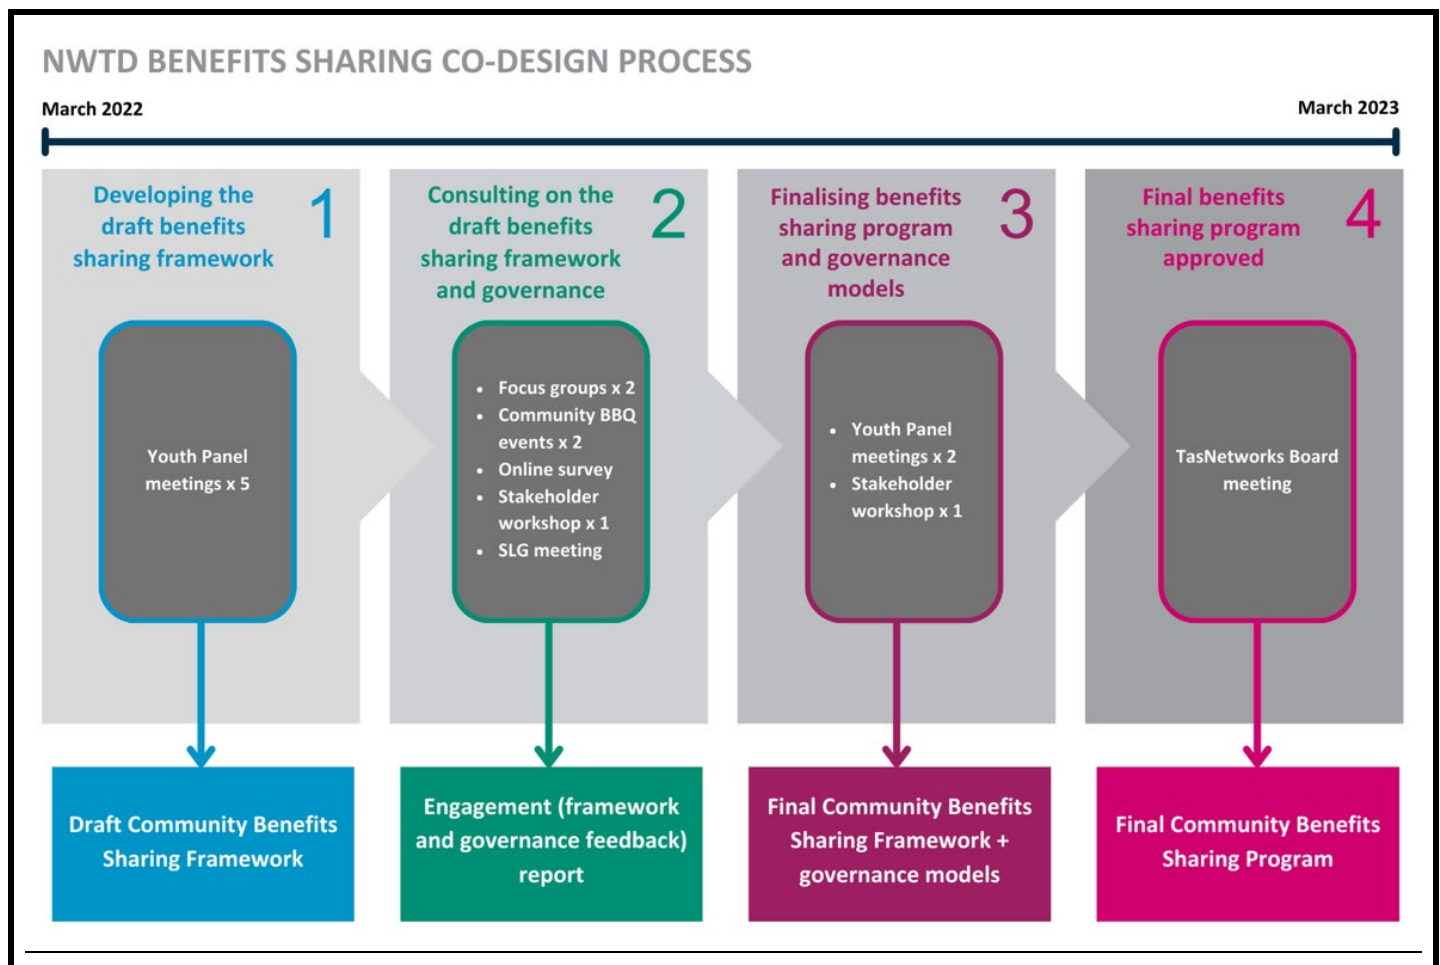 NWTD BENEFITS SHARING CO-DESIGN PROCESS
March 2022
March 2023
Developing the
draft benefits
sharing framework
1
Consulting on the
draft benefits
sharing framework
and governance
2
Finalising benefits
sharing program
and governance
models
3
Final benefits
sharing program
approved
4
Youth Panel
meetings x 5
• Focus groups x 2
• Community BBQ
events x 2
• Online survey
• Stakeholder
workshop x 1
• SLG meeting
• Youth Panel
meetings x 2
• Stakeholder
workshop x 1
TasNetworks Board
meeting
Draft Community Benefits
Sharing Framework
Engagement (framework
and governance feedback)
report
Final Community Benefits
Sharing Framework +
governance models
Final Community Benefits
Sharing Program